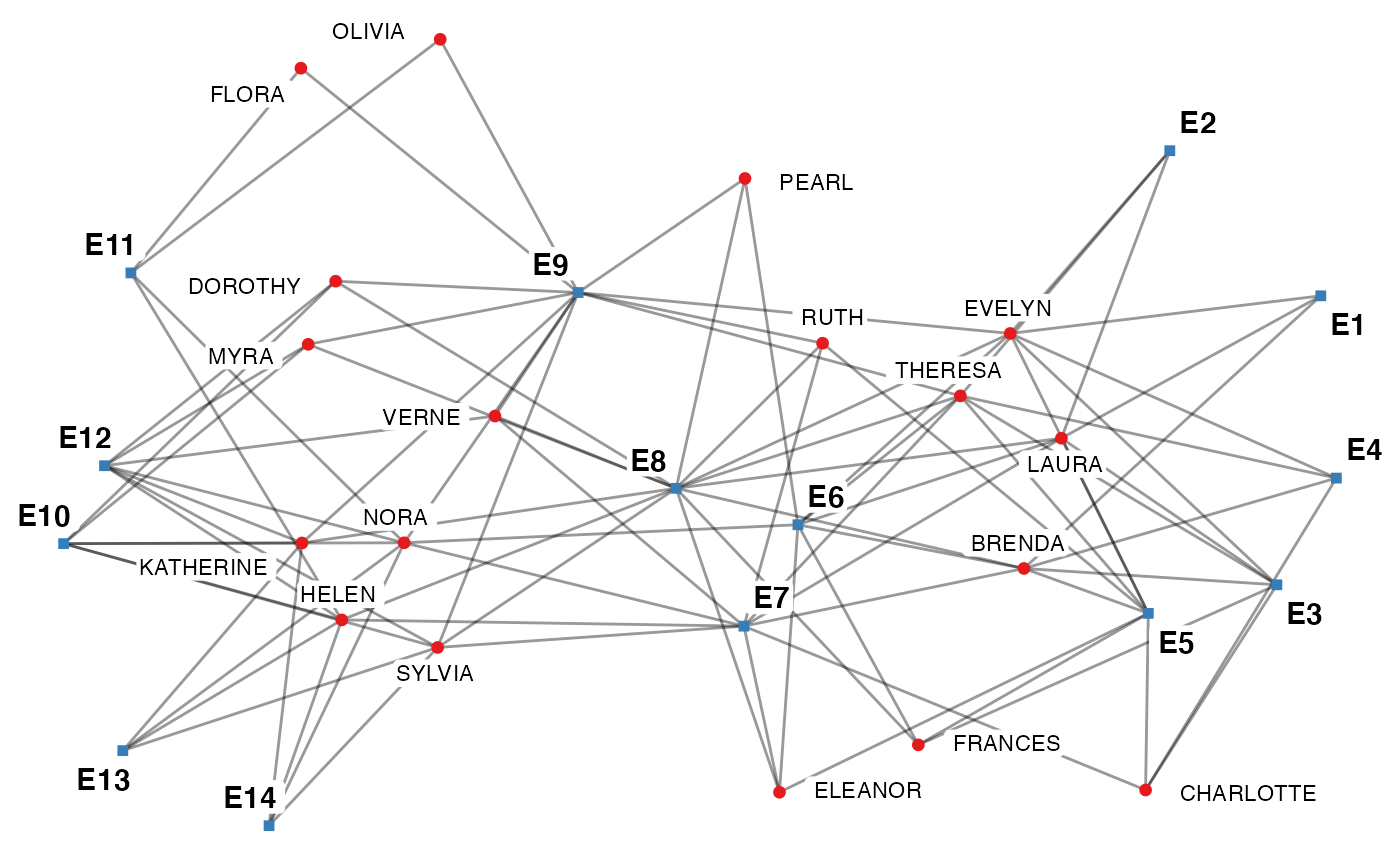 OLIVIA
FLORA
E2
PEARL
E11
E9
DOROTHY
EVELYN
RUTH
E1
MYRA
THERESA
VERNE
E12
E8
LAURA
E4
E6
E10
NORA
BRENDA
KATHERINE
HELEN
E7
E3
E5
SYLVIA
FRANCES
E13
ELEANOR
CHARLOTTE
E14